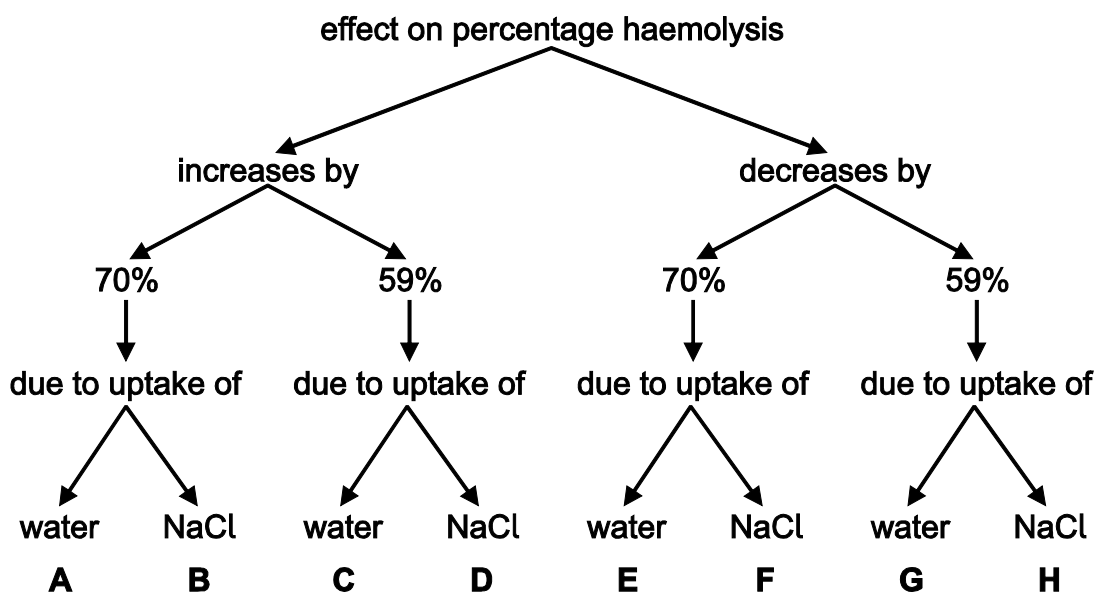 effect on percentage haemolysis
increases by decreases by
70% 59% 70% 59%
due to uptake of due to uptake of due to uptake of due to uptake of
water NaCl water NaCl water NaCl water NaCl
A B C D E F G H